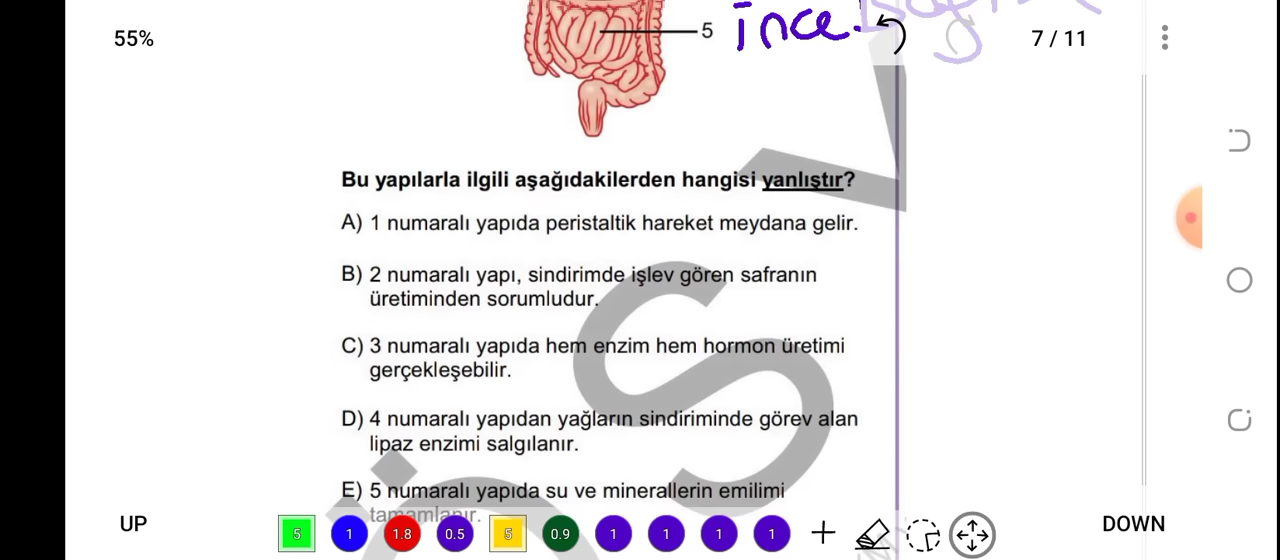 55%
5
ince
7 / 11
Bu yapılarla ilgili aşağıdakilerden hangisi yanlıştır?
A) 1 numaralı yapıda peristaltik hareket meydana gelir.
B) 2 numaralı yapı, sindirimde işlev gören safranın
üretiminden sorumludur.
C) 3 numaralı yapıda hem enzim hem hormon üretimi
gerçekleşebilir.
D) 4 numaralı yapıdan yağların sindiriminde görev alan
lipaz enzimi salgılanır.
E) 5 numaralı yapıda su ve minerallerin emilimi
tamamlanır.
UP
5 1 1.8 0.5 5 0.9 1 1 1 1
DOWN